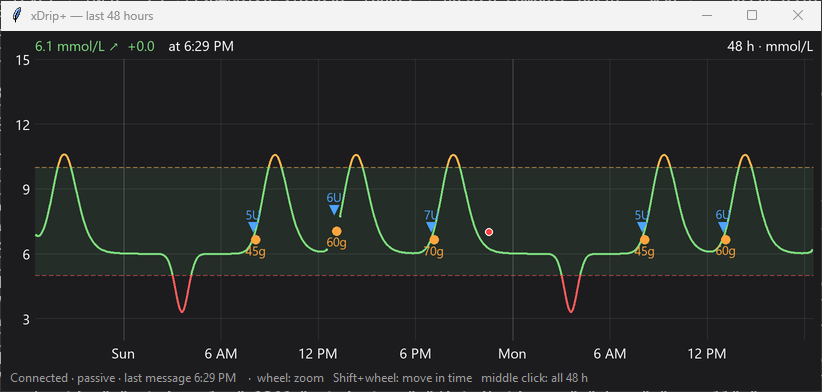 xDrip+ — last 48 hours
6.1 mmol/L ↗ +0.0 at 6:29 PM 48 h · mmol/L
15
12
9
6
3
5U 6U 7U 5U 6U
45g 60g 70g 45g 60g
Sun 6 AM 12 PM 6 PM Mon 6 AM 12 PM
Connected · passive · last message 6:29 PM · wheel: zoom Shift+wheel: move in time middle click: all 48 h